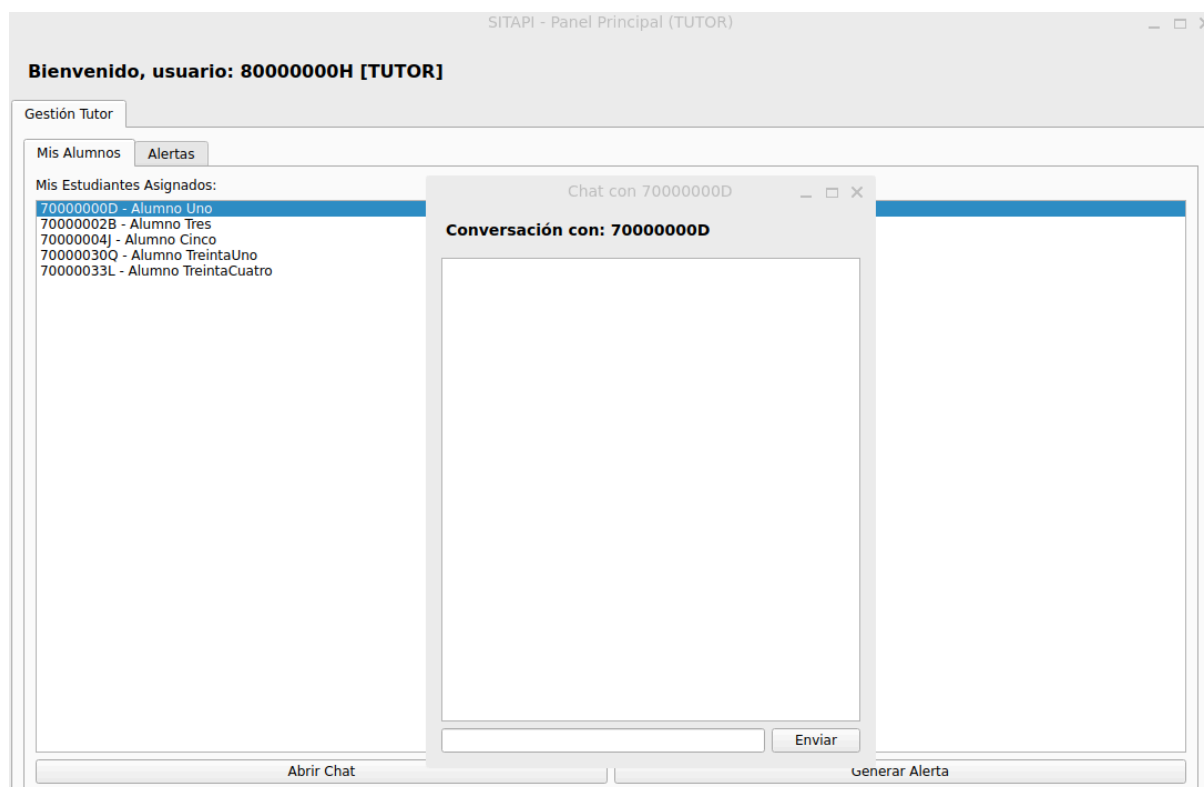 SITAPI - Panel Principal (TUTOR)
Bienvenido, usuario: 80000000H [TUTOR]
Gestión Tutor
Mis Alumnos Alertas
Mis Estudiantes Asignados:
70000000D - Alumno Uno
70000002B - Alumno Tres
70000004J - Alumno Cinco
70000030Q - Alumno TreintaUno
70000033L - Alumno TreintaCuatro
Chat con 70000000D
Conversación con: 70000000D
Enviar
Abrir Chat Generar Alerta